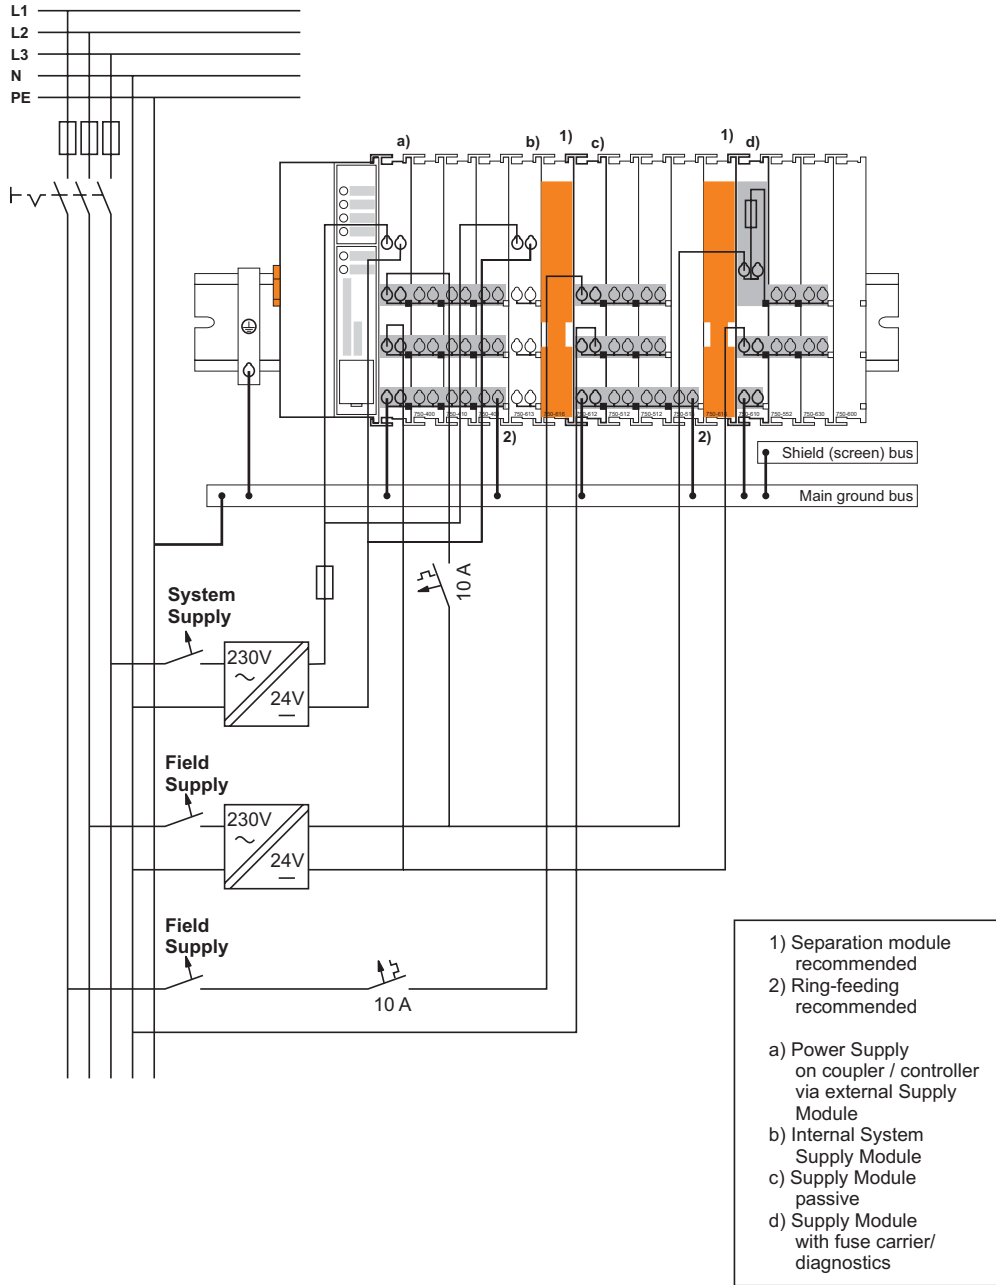 L1
L2
L3
N
PE
a)
b)
1)
c)
1)
d)
750-400
750-410
750-613
750-616
750-612
750-512
750-512
750-610
750-552
750-630
750-600
2)
2)
Shield (screen) bus
Main ground bus
10 A
System
Supply
230V
24V
Field
Supply
230V
24V
Field
Supply
10 A
1) Separation module
recommended
2) Ring-feeding
recommended
a) Power Supply
on coupler / controller
via external Supply
Module
b) Internal System
Supply Module
c) Supply Module
passive
d) Supply Module
with fuse carrier/
diagnostics